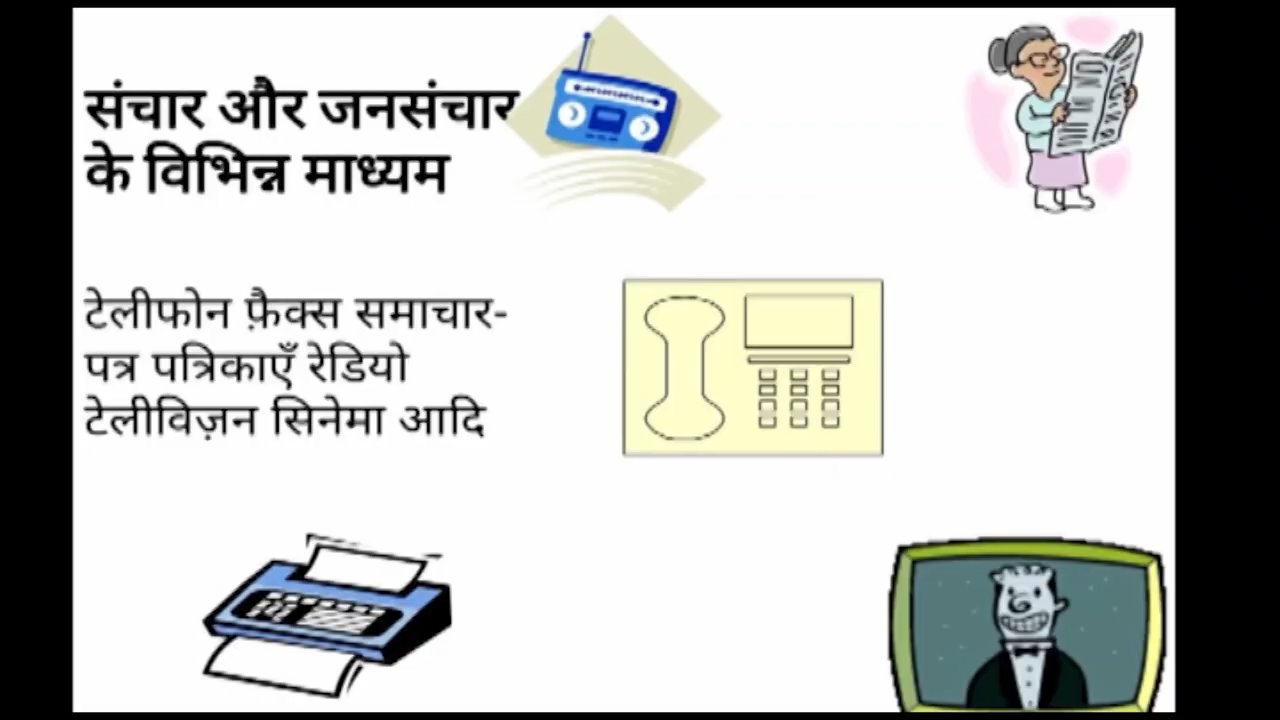 संचार और जनसंचार
के विभिन्न माध्यम
टेलीफोन फ़ैक्स समाचार-
पत्र पत्रिकाएँ रेडियो
टेलीविज़न सिनेमा आदि